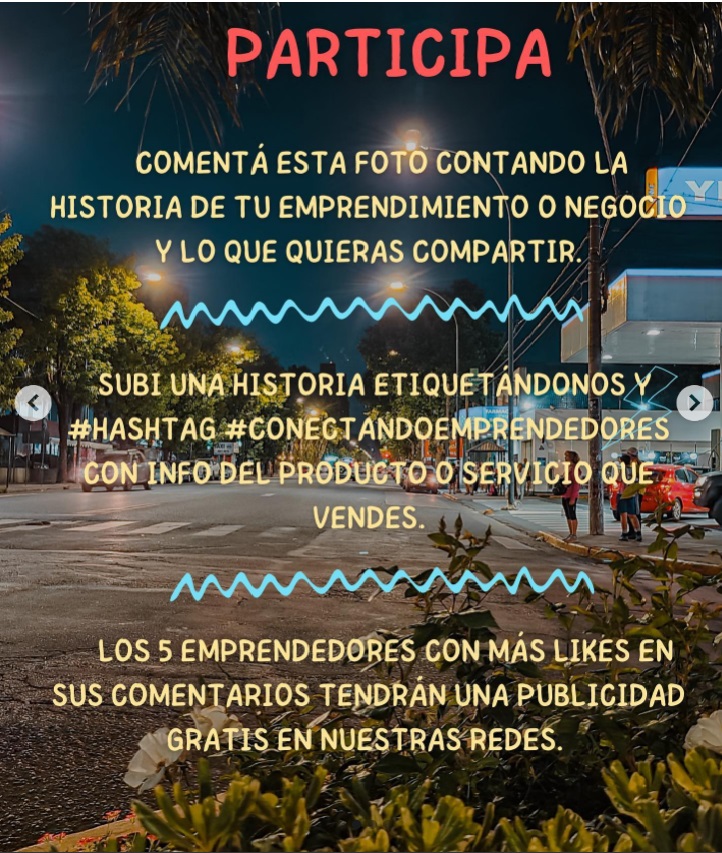 PARTICIPA
COMENTÁ ESTA FOTO CONTANDO LA
HISTORIA DE TU EMPRENDIMIENTO O NEGOCIO
Y LO QUE QUIERAS COMPARTIR.
SUBI UNA HISTORIA ETIQUETÁNDONOS Y
#HASHTAG #CONECTANDOEMPRENDEDORES
CON INFO DEL PRODUCTO O SERVICIO QUE
VENDES.
LOS 5 EMPRENDEDORES CON MÁS LIKES EN
SUS COMENTARIOS TENDRÁN UNA PUBLICIDAD
GRATIS EN NUESTRAS REDES.